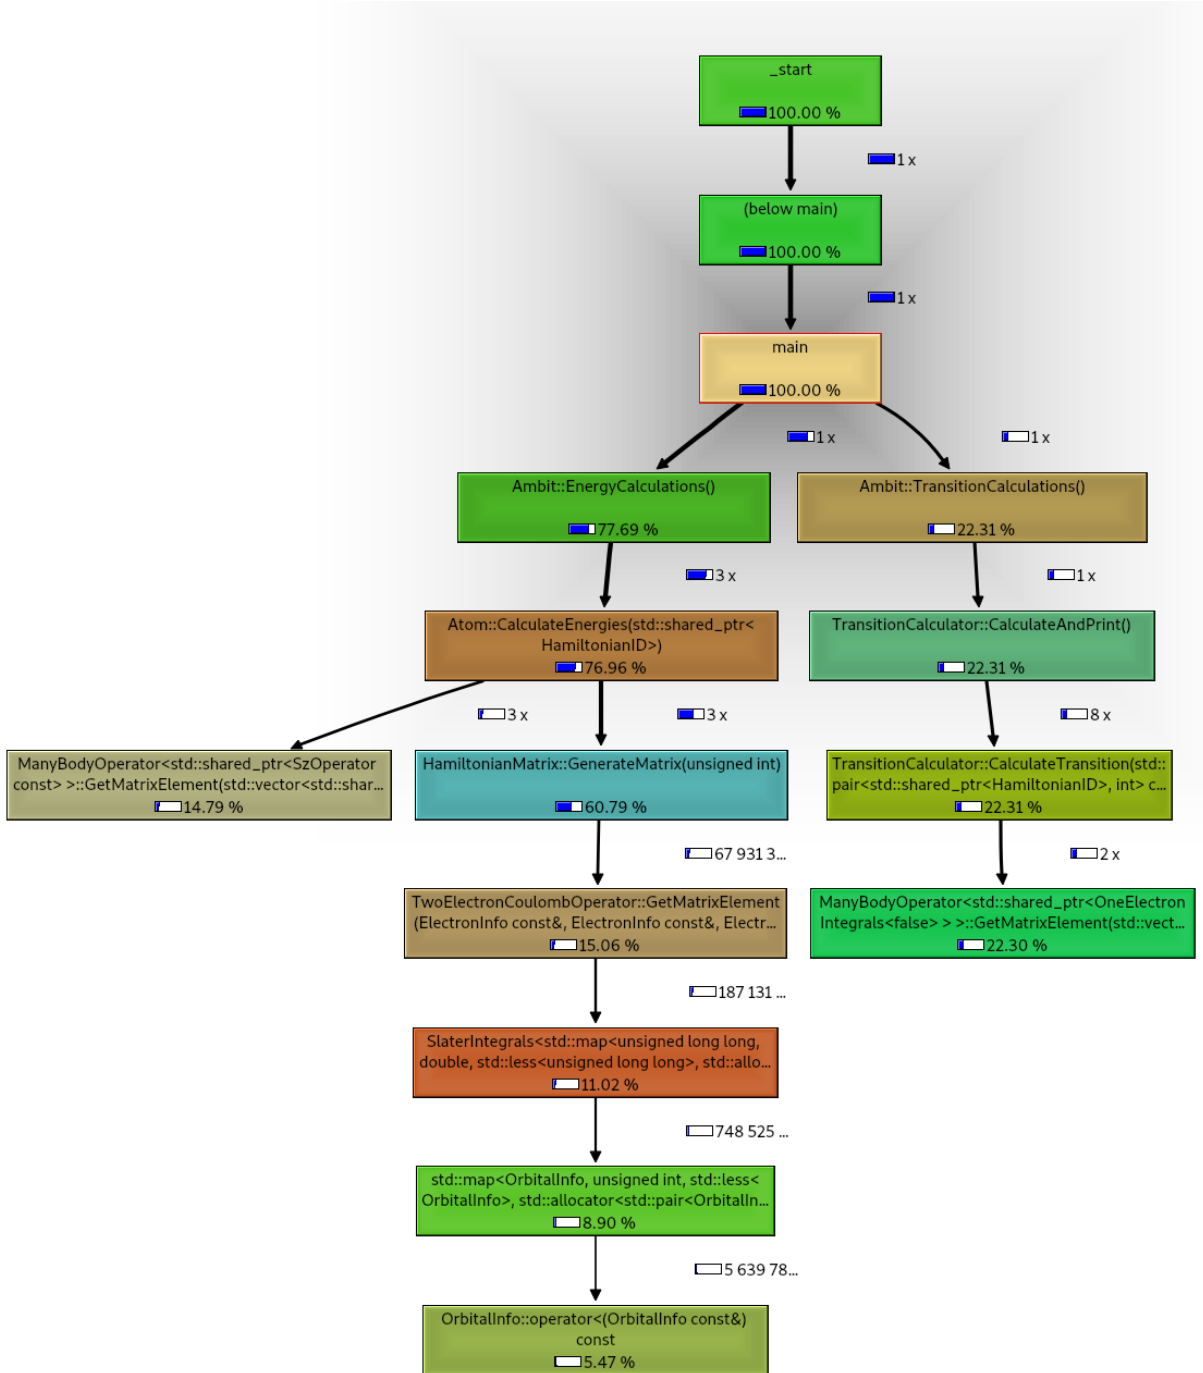 _start
100.00 %
1 x
(below main)
100.00 %
1 x
main
100.00 %
1 x
1 x
Ambit::EnergyCalculations()
77.69 %
Ambit::TransitionCalculations()
22.31 %
3 x
1 x
Atom::CalculateEnergies(std::shared_ptr<
HamiltonianID>)
76.96 %
TransitionCalculator::CalculateAndPrint()
22.31 %
3 x
3 x
8 x
ManyBodyOperator<std::shared_ptr<SzOperator
const> >::GetMatrixElement(std::vector<std::shar...
14.79 %
HamiltonianMatrix::GenerateMatrix(unsigned int)
60.79 %
TransitionCalculator::CalculateTransition(std::
pair<std::shared_ptr<HamiltonianID>, int> c...
22.31 %
67 931 3...
2 x
TwoElectronCoulombOperator::GetMatrixElement
(ElectronInfo const&, ElectronInfo const&, Electr...
15.06 %
ManyBodyOperator<std::shared_ptr<OneElectron
Integrals<false> > >::GetMatrixElement(std::vect...
22.30 %
187 131 ...
SlaterIntegrals<std::map<unsigned long long,
double, std::less<unsigned long long>, std::allo...
11.02 %
748 525 ...
std::map<OrbitalInfo, unsigned int, std::less<
OrbitalInfo>, std::allocator<std::pair<OrbitalIn...
8.90 %
5 639 78...
OrbitalInfo::operator<(OrbitalInfo const&)
const
5.47 %